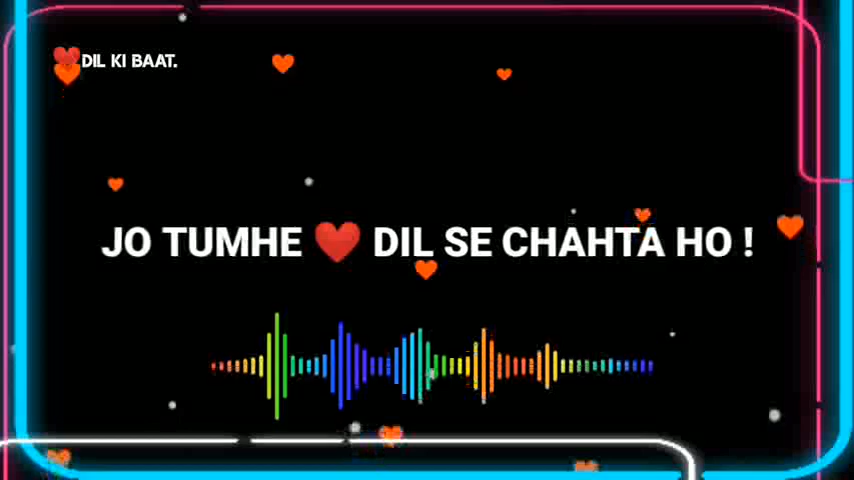 ❤️DIL KI BAAT.
JO TUMHE ❤️ DIL SE CHAHTA HO !